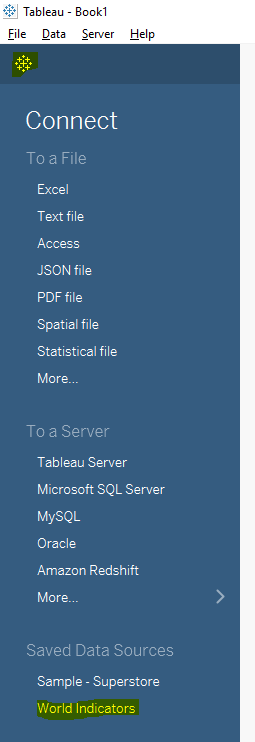 Tableau - Book1
File Data Server Help
Connect
To a File
Excel
Text file
Access
JSON file
PDF file
Spatial file
Statistical file
More...
To a Server
Tableau Server
Microsoft SQL Server
MySQL
Oracle
Amazon Redshift
More...
Saved Data Sources
Sample - Superstore
World Indicators